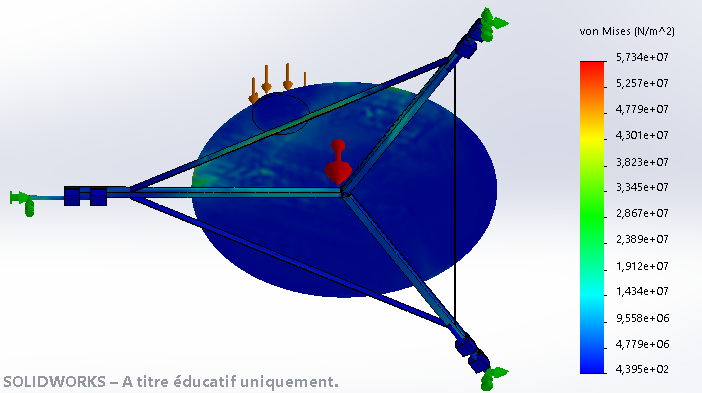 von Mises (N/m^2)
5,734e+07
5,257e+07
4,779e+07
4,301e+07
3,823e+07
3,345e+07
2,867e+07
2,389e+07
1,912e+07
1,434e+07
9,558e+06
4,779e+06
4,395e+02
SOLIDWORKS – A titre éducatif uniquement.